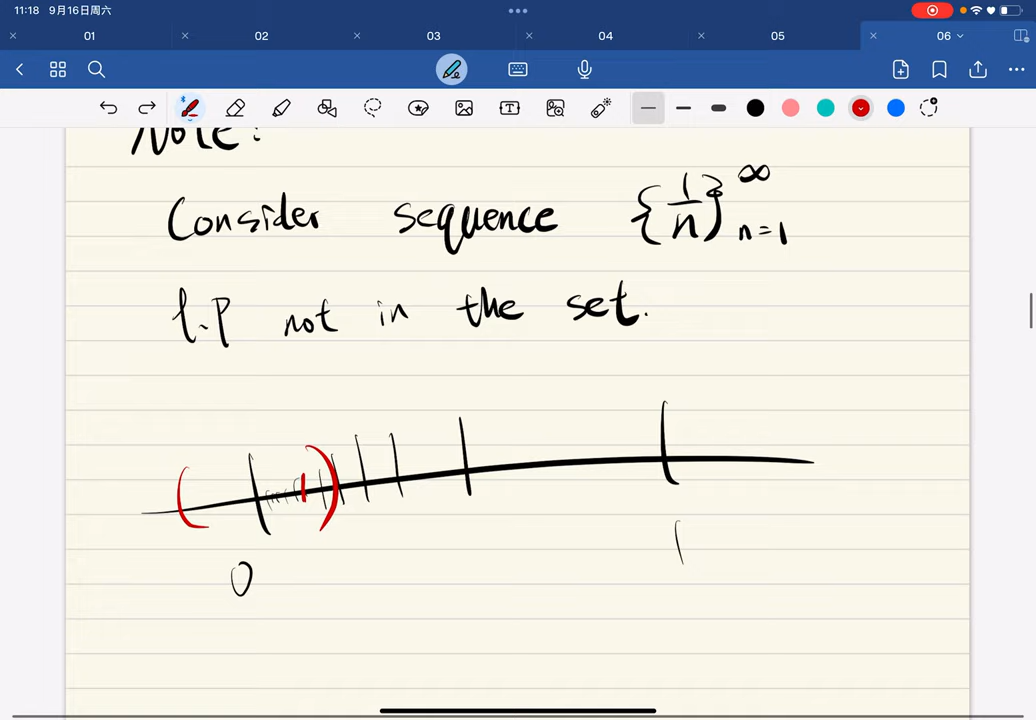 11:18 9月16日周六
01 02 03 04 05 06
Note:
Consider sequence {1/n}_{n=1}^∞
l.p not in the set.
0 1